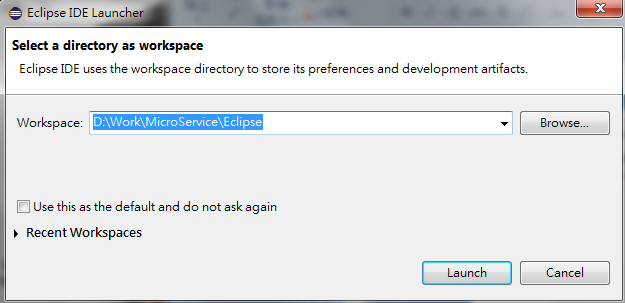 Eclipse IDE Launcher
Select a directory as workspace
Eclipse IDE uses the workspace directory to store its preferences and development artifacts.
Workspace: D:\Work\MicroService\Eclipse Browse...
Use this as the default and do not ask again
Recent Workspaces
Launch Cancel